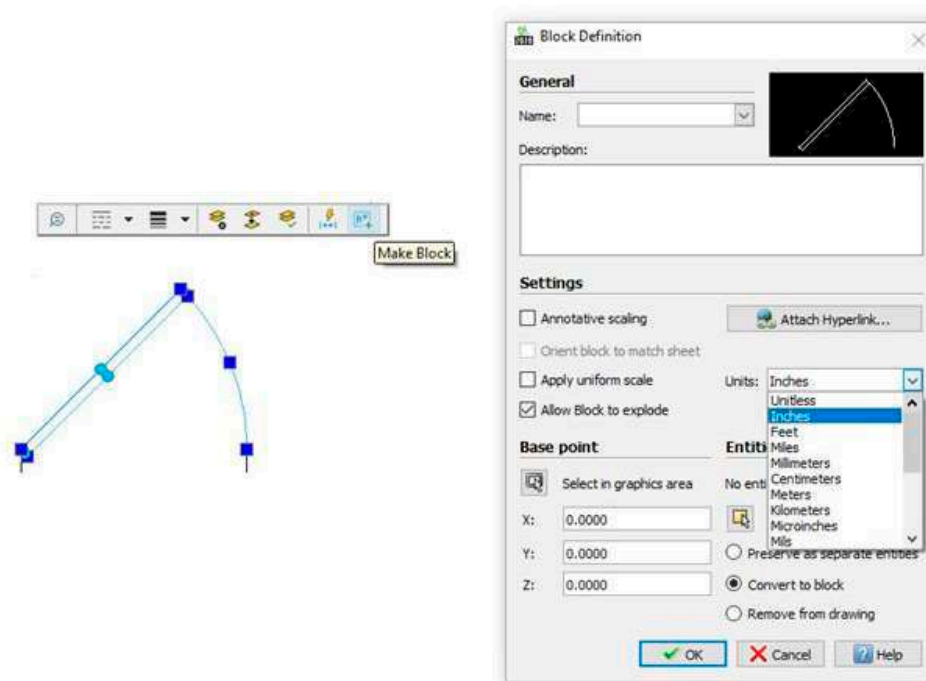 Make Block
Block Definition
General
Name:
Description:
Settings
Annotative scaling
Attach Hyperlink...
Orient block to match sheet
Apply uniform scale
Units: Inches
Allow Block to explode
Unitless
Inches
Feet
Miles
Millimeters
Centimeters
Meters
Kilometers
Microinches
Mils
Base point
Entiti
Select in graphics area
No enti
X: 0.0000
Y: 0.0000
Preserve as separate entities
Z: 0.0000
Convert to block
Remove from drawing
OK
Cancel
Help